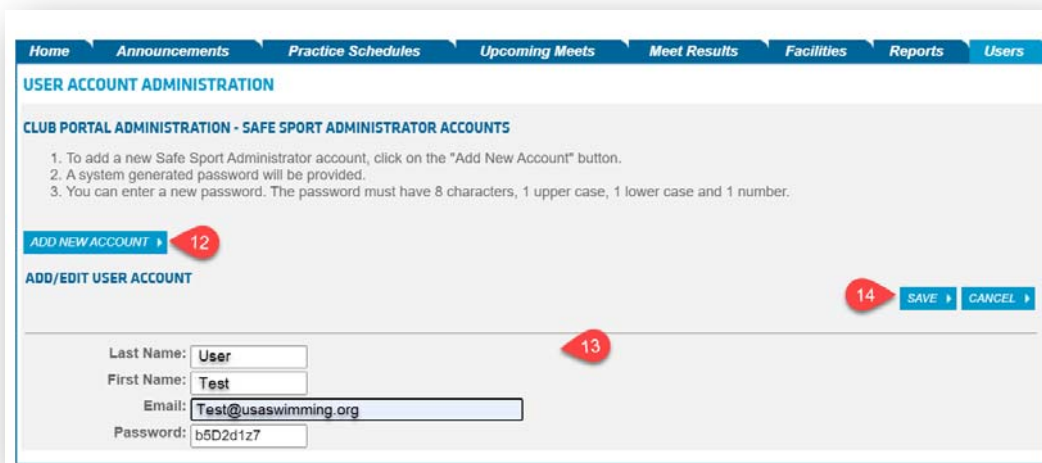 Home Announcements Practice Schedules Upcoming Meets Meet Results Facilities Reports Users
USER ACCOUNT ADMINISTRATION
CLUB PORTAL ADMINISTRATION - SAFE SPORT ADMINISTRATOR ACCOUNTS
1. To add a new Safe Sport Administrator account, click on the "Add New Account" button.
2. A system generated password will be provided.
3. You can enter a new password. The password must have 8 characters, 1 upper case, 1 lower case and 1 number.
ADD NEW ACCOUNT 12
ADD/EDIT USER ACCOUNT
14 SAVE CANCEL
13
Last Name: User
First Name: Test
Email: Test@usaswimming.org
Password: b5D2d1z7